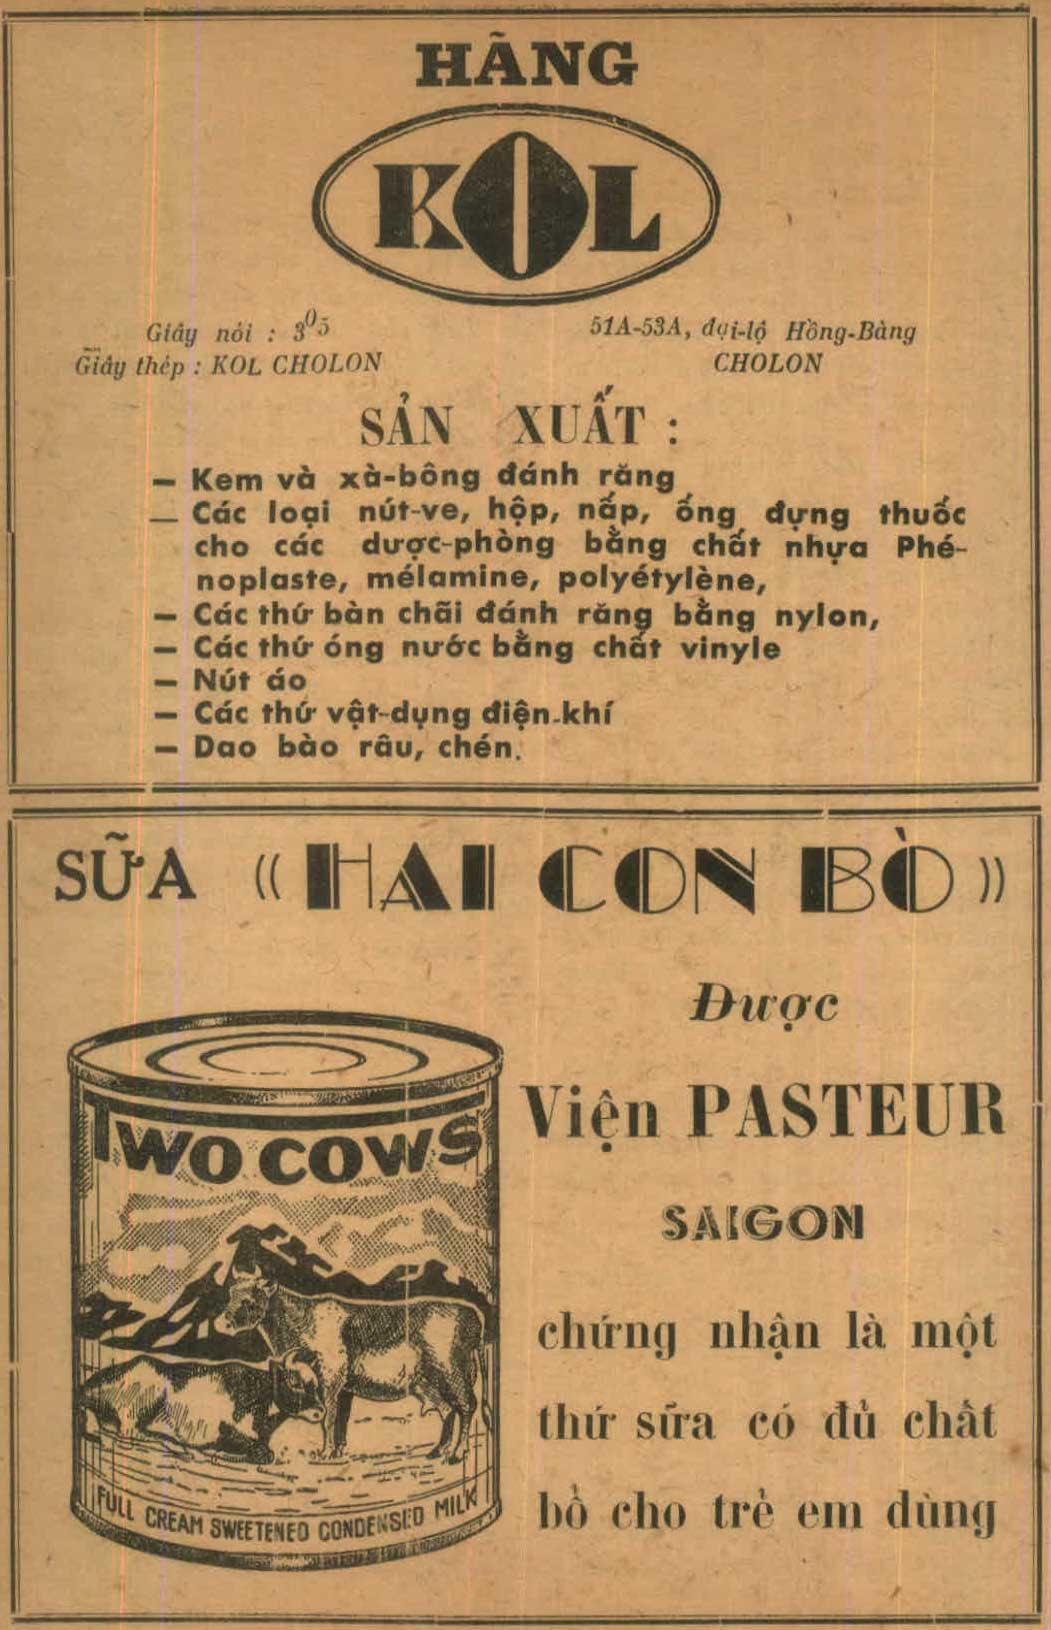 HÃNG
KOL
Giây nói : 305
Giây thép : KOL CHOLON
51A-53A, đại-lộ Hồng-Bàng
CHOLON
SẢN XUẤT :
— Kem và xà-bông đánh răng
— Các loại nút-ve, hộp, nấp, ống đựng thuốc
cho các dược-phòng bằng chất nhựa Phé-
noplaste, mélamine, polyétylène,
— Các thứ bàn chãi đánh răng bằng nylon,
— Các thứ óng nước bằng chất vinyle
— Nút áo
— Các thứ vật-dụng điện-khí
— Dao bào râu, chén.
SỮA « HAI CON BÒ »
Được
Viện PASTEUR
SAIGON
chứng nhận là một
thứ sữa có đủ chất
bổ cho trẻ em dùng
TWO COWS
FULL CREAM SWEETENED CONDENSED MILK